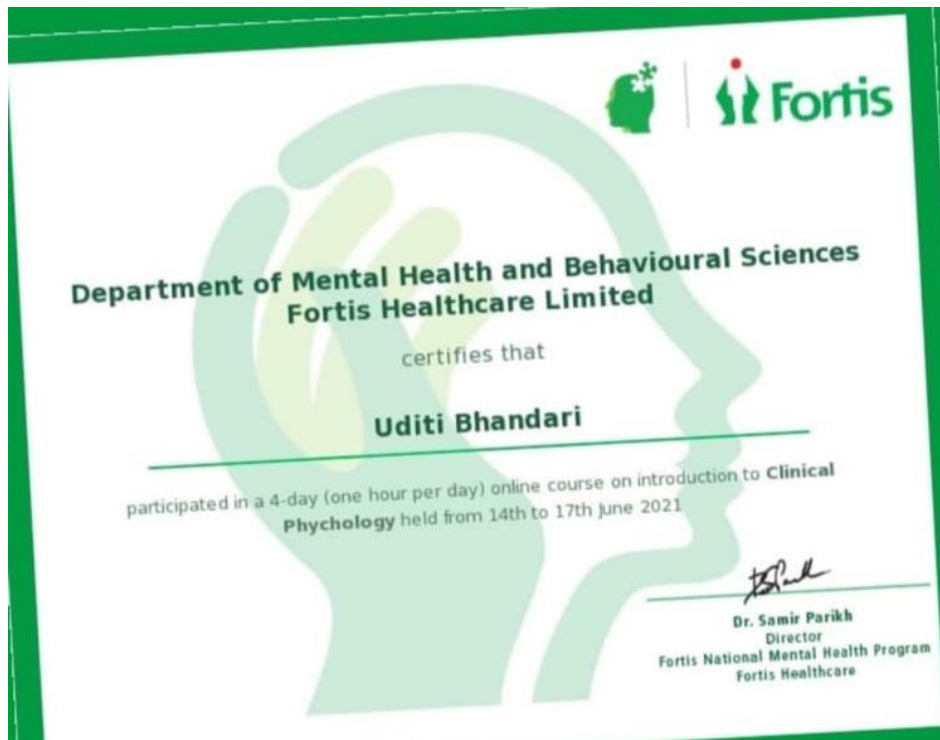 Fortis
Department of Mental Health and Behavioural Sciences
Fortis Healthcare Limited
certifies that
Uditi Bhandari
participated in a 4-day (one hour per day) online course on introduction to Clinical
Phychology held from 14th to 17th June 2021
Dr. Samir Parikh
Director
Fortis National Mental Health Program
Fortis Healthcare